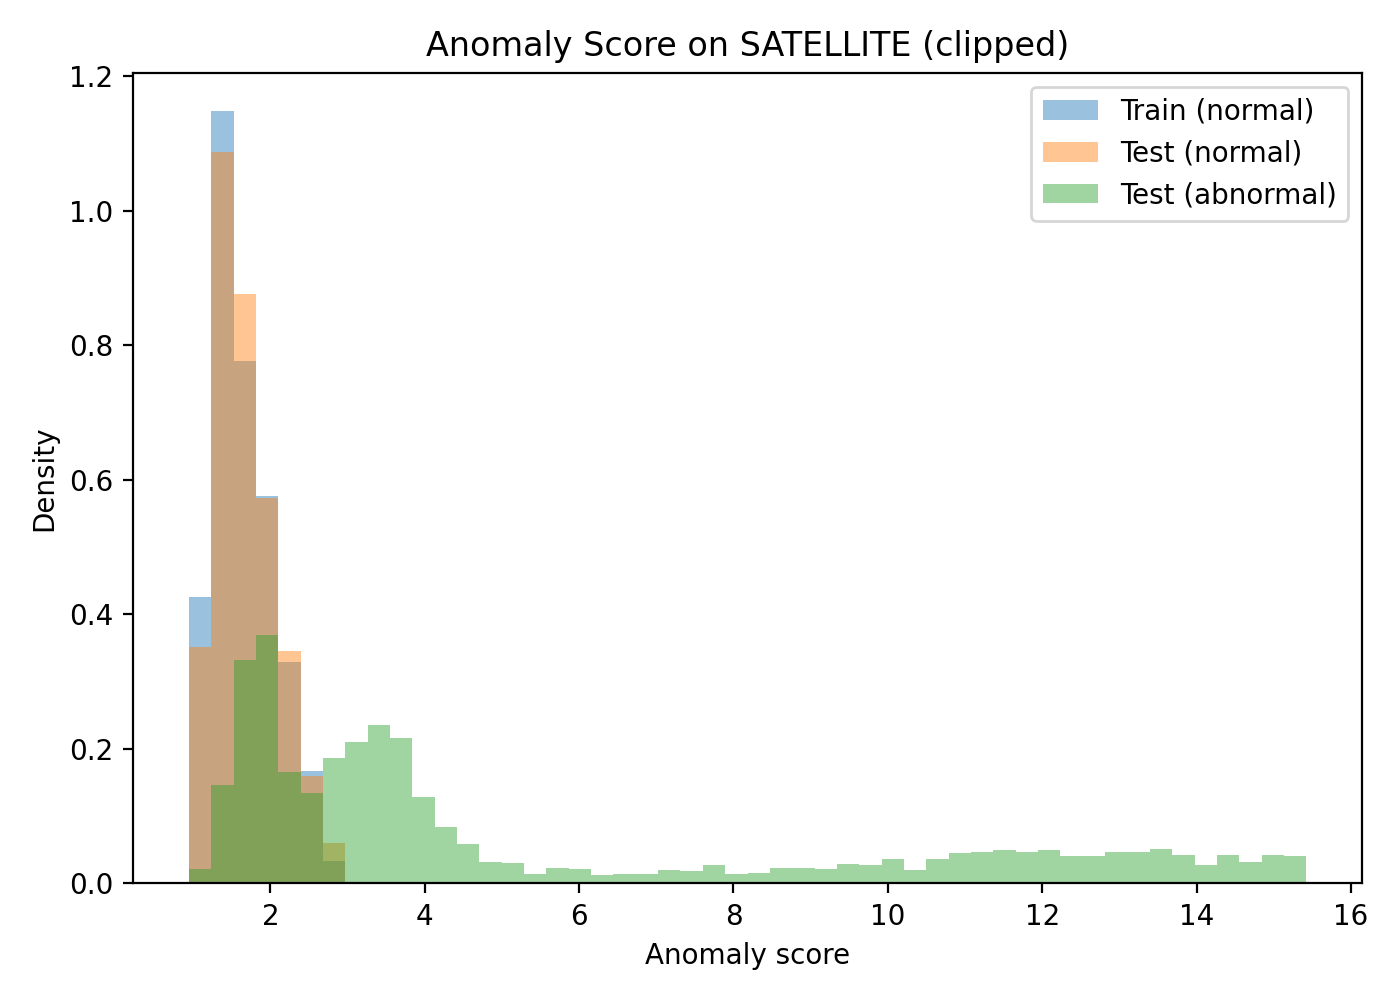 Anomaly Score on SATELLITE (clipped)
Train (normal)
Test (normal)
Test (abnormal)
1.2
1.0
0.8
0.6
0.4
0.2
0.0
Density
2 4 6 8 10 12 14 16
Anomaly score